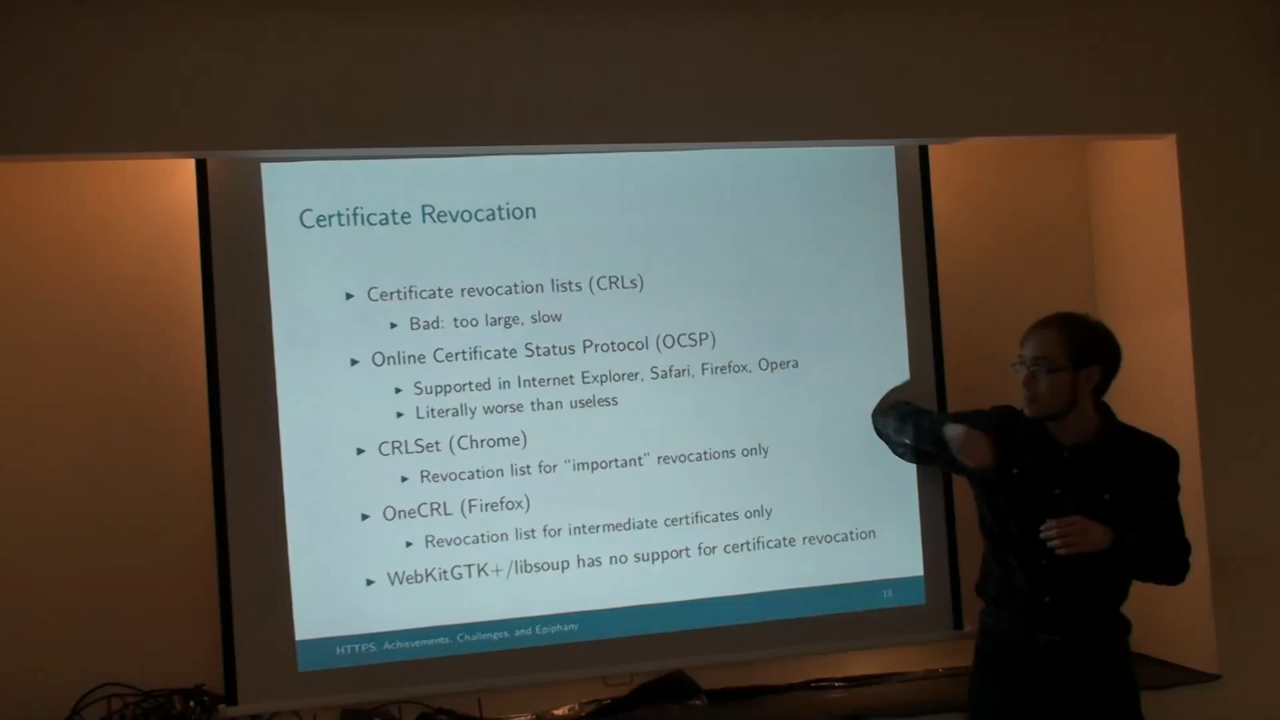 Certificate Revocation
► Certificate revocation lists (CRLs)
► Bad: too large, slow
► Online Certificate Status Protocol (OCSP)
► Supported in Internet Explorer, Safari, Firefox, Opera
► Literally worse than useless
► CRLSet (Chrome)
► Revocation list for “important” revocations only
► OneCRL (Firefox)
► Revocation list for intermediate certificates only
► WebKitGTK+/libsoup has no support for certificate revocation
18
HTTPS: Achievements, Challenges, and Epiphany